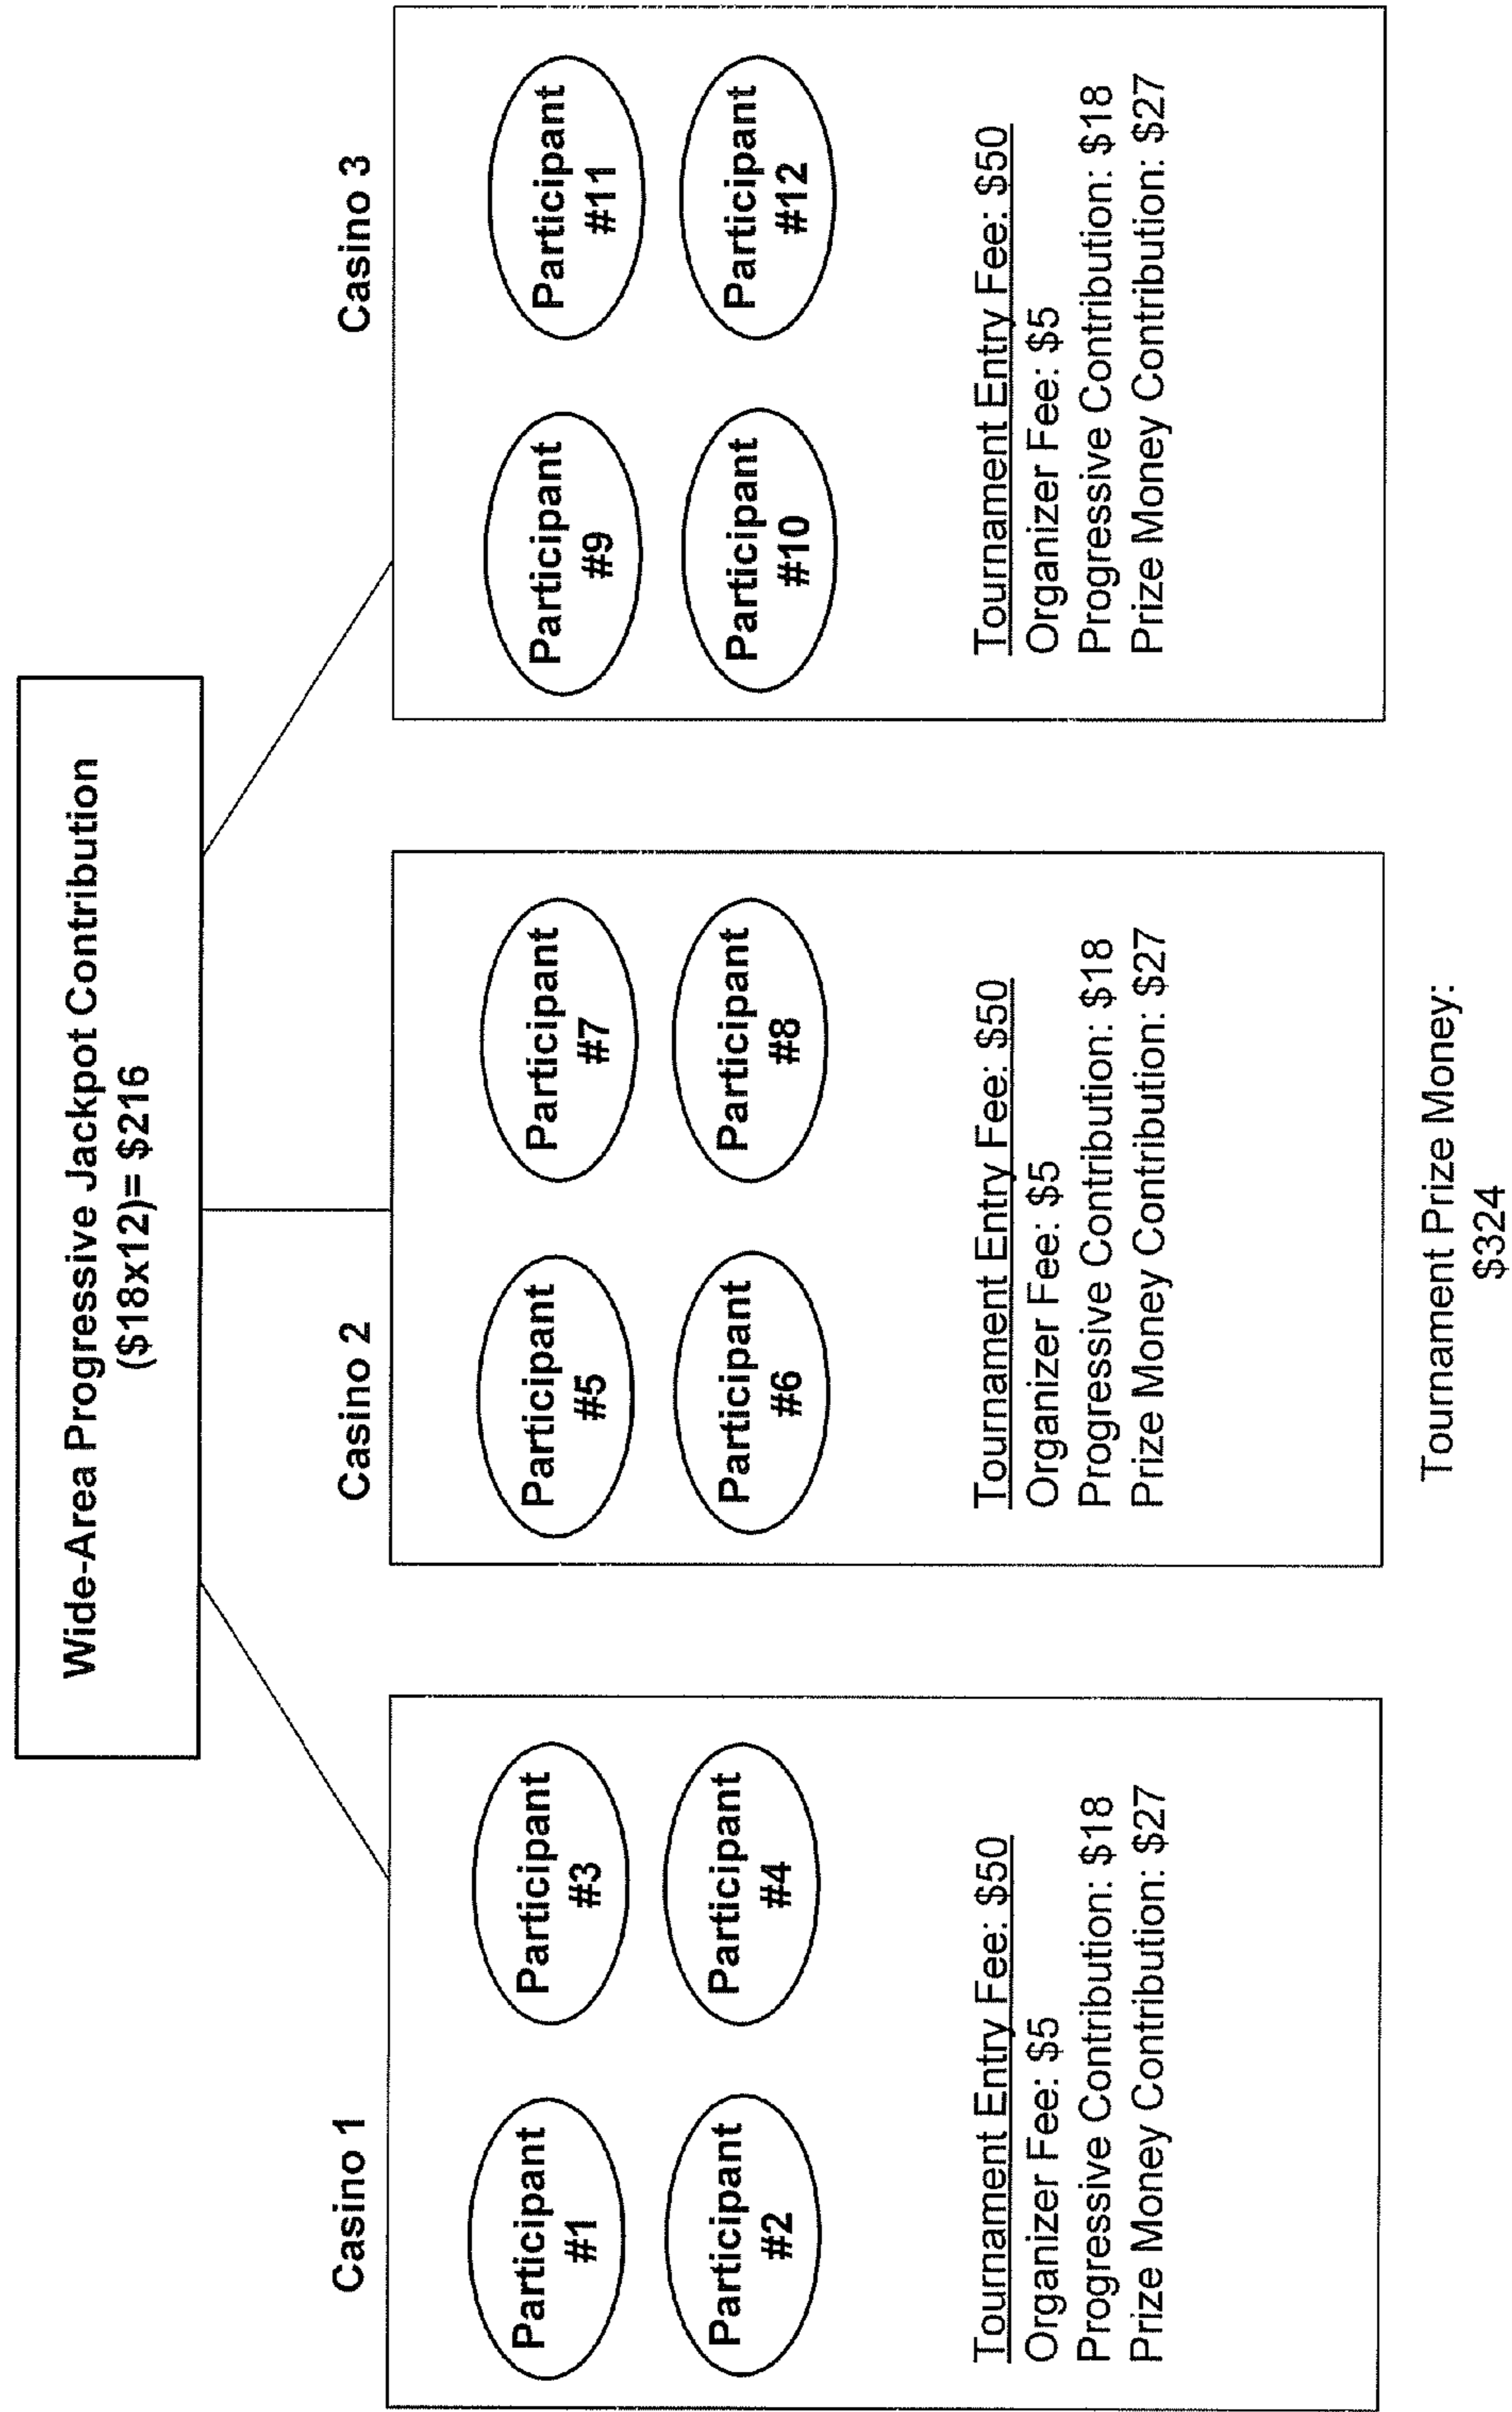 Wide-Area Progressive Jackpot Contribution
($18x12)= $216
Casino 1
Participant
#1
Participant
#3
Participant
#2
Participant
#4
Tournament Entry Fee: $50
Organizer Fee: $5
Progressive Contribution: $18
Prize Money Contribution: $27
Casino 2
Participant
#5
Participant
#7
Participant
#6
Participant
#8
Tournament Entry Fee: $50
Organizer Fee: $5
Progressive Contribution: $18
Prize Money Contribution: $27
Casino 3
Participant
#9
Participant
#11
Participant
#10
Participant
#12
Tournament Entry Fee: $50
Organizer Fee: $5
Progressive Contribution: $18
Prize Money Contribution: $27
Tournament Prize Money:
$324